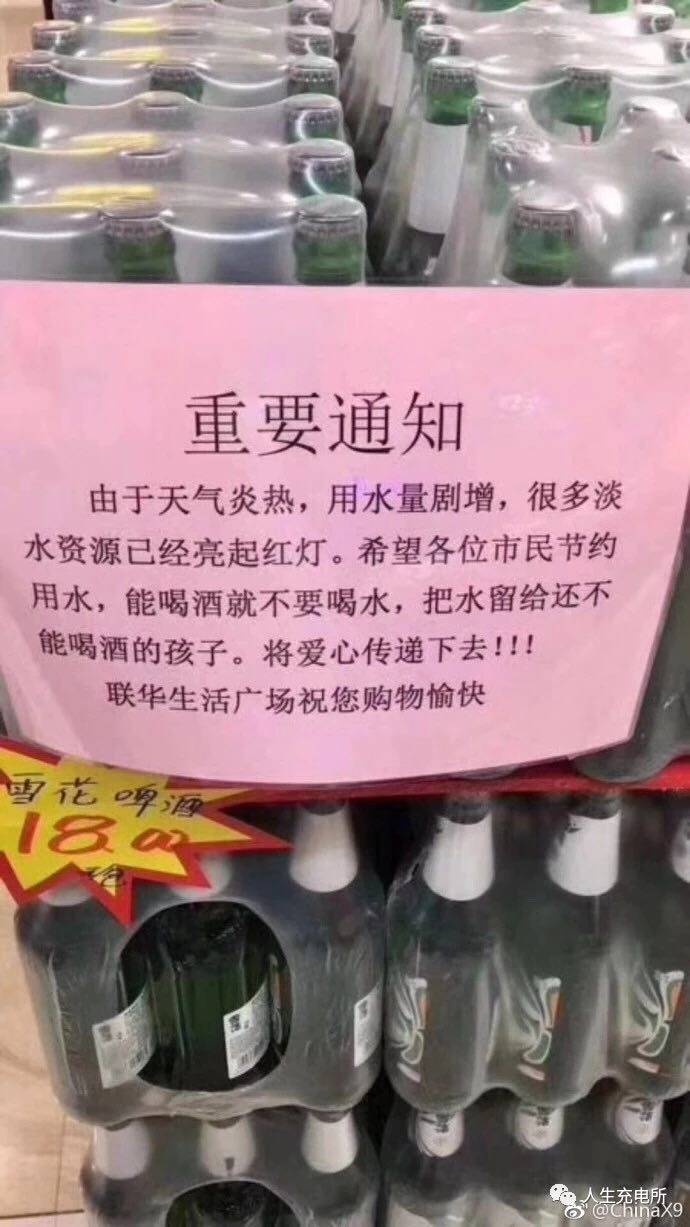 重要通知
由于天气炎热，用水量剧增，很多淡
水资源已经亮起红灯。希望各位市民节约
用水，能喝酒就不要喝水，把水留给还不
能喝酒的孩子。将爱心传递下去!!!
联华生活广场祝您购物愉快
雪花啤酒
18.00
人生充电所
@ChinaX9